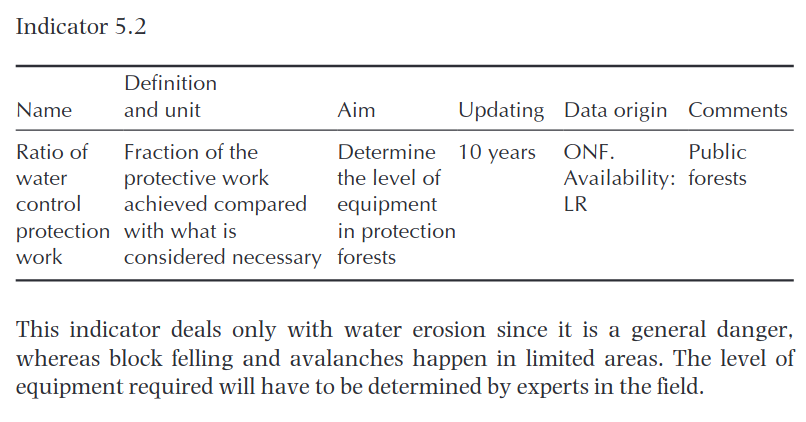 Indicator 5.2
Definition
Name and unit Aim Updating Data origin Comments
Ratio of Fraction of the Determine 10 years ONF. Public
water protective work the level of Availability: forests
control achieved compared equipment LR
protection with what is in protection
work considered necessary forests
This indicator deals only with water erosion since it is a general danger,
whereas block felling and avalanches happen in limited areas. The level of
equipment required will have to be determined by experts in the field.